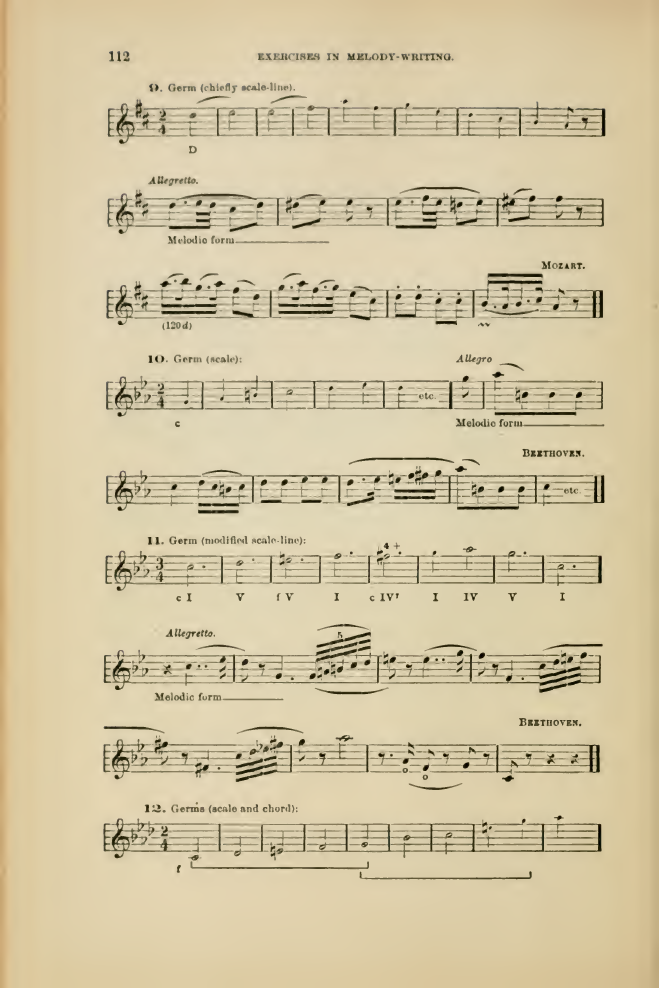 112 EXERCISES IN MELODY-WRITING.
9. Germ (chiefly scale-line).
D
Allegretto.
Melodic form
MOZART.
(120d)
10. Germ (scale): Allegro
etc.
c Melodic form
BEETHOVEN.
etc.
11. Germ (modified scale-line):
4 +
c I V f V I c IV⁷ I IV V I
Allegretto.
5
Melodic form
BEETHOVEN.
12. Germs (scale and chord):
f